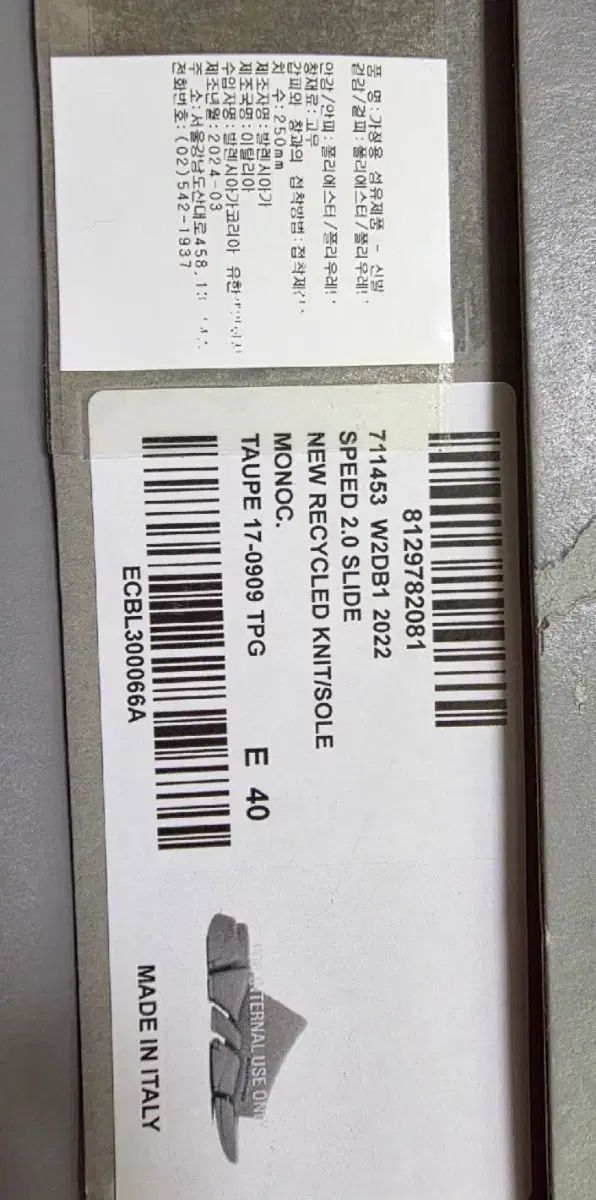 품 명:가정용 섬유제품 - 신발
겉감/겉피:폴리에스터/폴리우레
안감/안피:폴리에스터/폴리우레
창재료:고무
갑피와 창과의 접착방법:접착제
치 수:250mm
제조자명:발렌시아가
제조국명:이탈리아
수입자명:발렌시아가코리아 유한
제조년월:2024-03
주 소:서울강남도산대로458,
전화번호:(02)542-1937
8129782081
711453 W2DB1 2022
SPEED 2.0 SLIDE
NEW RECYCLED KNIT/SOLE
MONOC.
TAUPE 17-0909 TPG E 40
ECBL300066A
INTERNAL USE ON
MADE IN ITALY